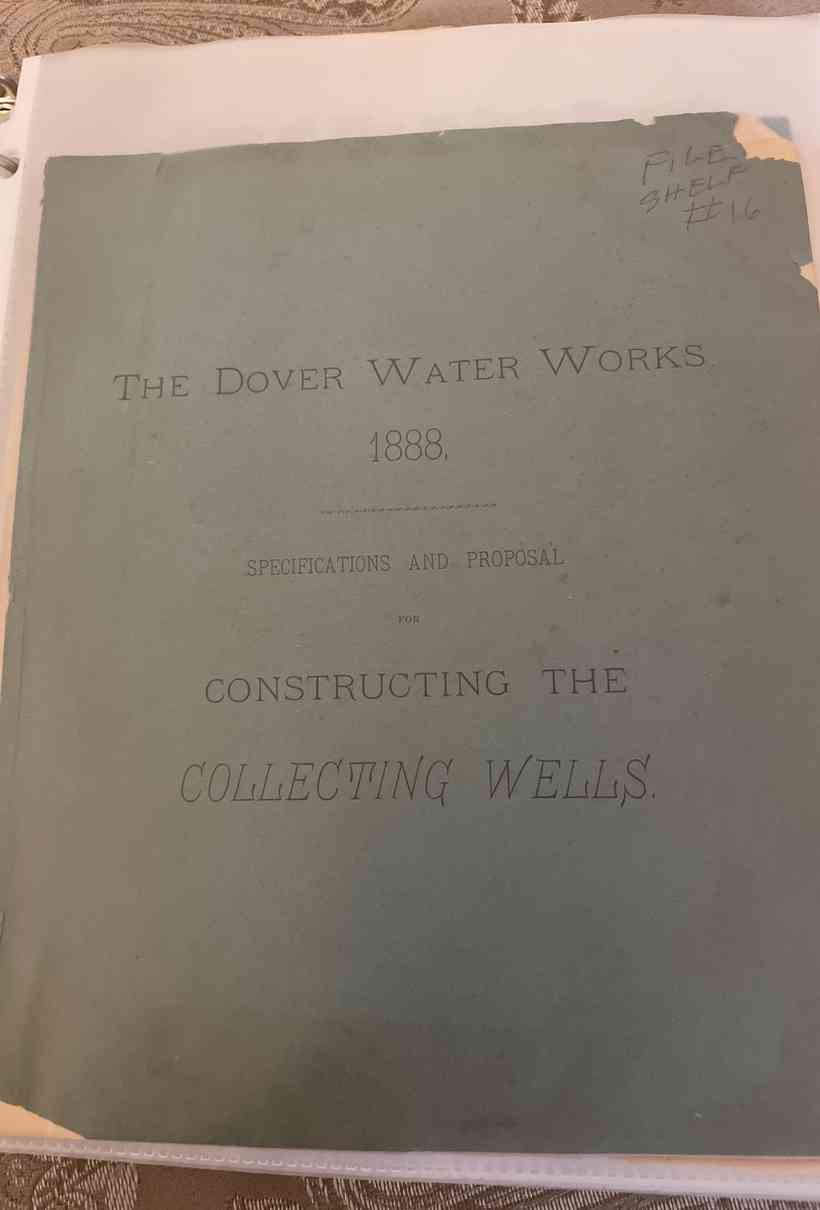 FILE
SHELF
#16
THE DOVER WATER WORKS
1888,
SPECIFICATIONS AND PROPOSAL
FOR
CONSTRUCTING THE
COLLECTING WELLS.